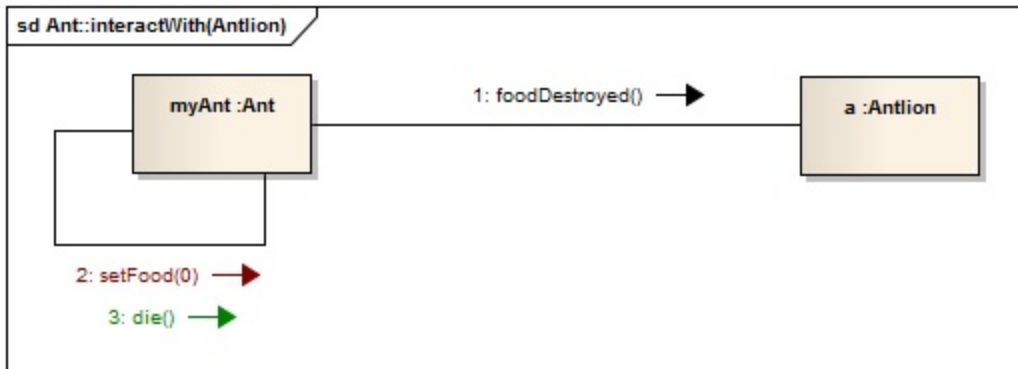 sd Ant::interactWith(Antlion)
myAnt :Ant
1: foodDestroyed()
a :Antlion
2: setFood(0)
3: die()